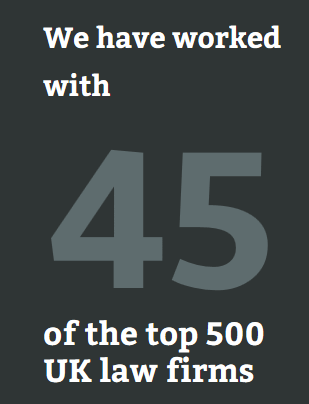 We have worked
with
45
of the top 500
UK law firms